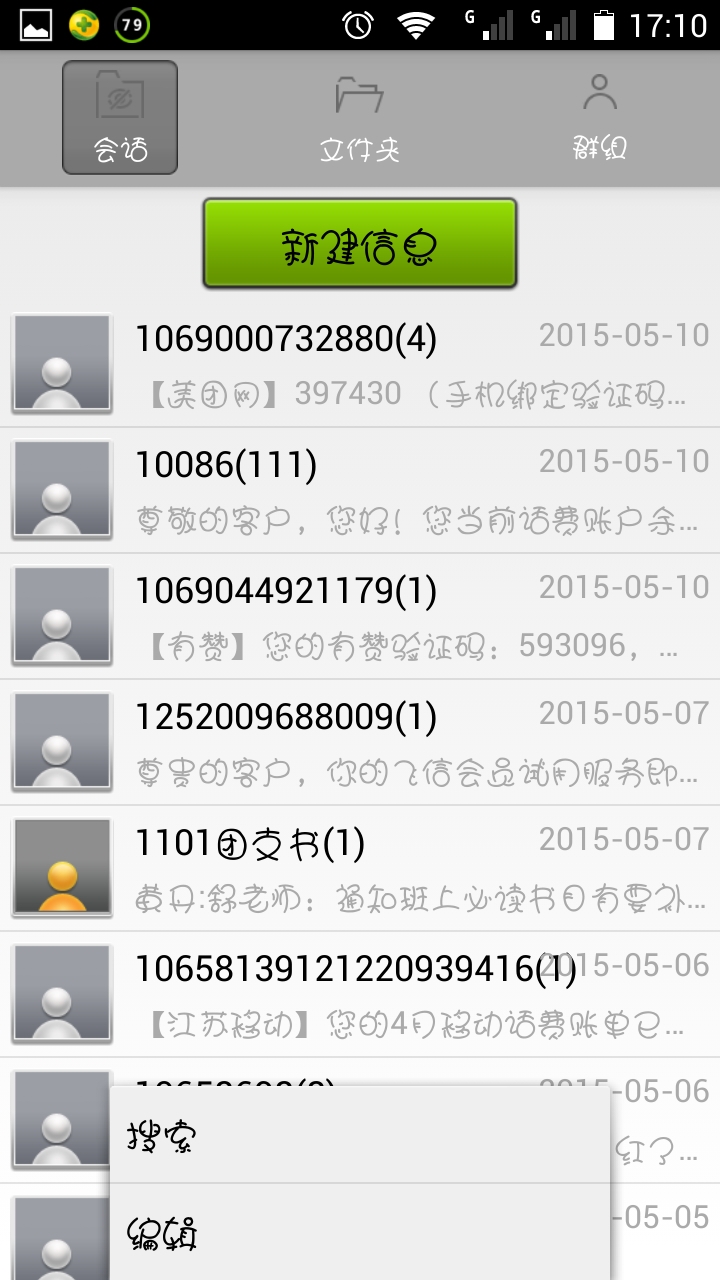 79
G
G
17:10
会话
文件夹
群组
新建信息
1069000732880(4)
2015-05-10
【美团网】397430 （手机绑定验证码...
10086(111)
2015-05-10
尊敬的客户，您好！您当前话费账户余...
1069044921179(1)
2015-05-10
【有赞】您的有赞验证码：593096，...
1252009688009(1)
2015-05-07
尊贵的客户，你的飞信会员试用服务即...
1101团支书(1)
2015-05-07
黄丹:舒老师：通知班上必读书目有要补...
10658139121220939416(1)
2015-05-06
【江苏移动】您的4月移动话费账单已...
2015-05-06
红了...
-05-05
搜索
编辑